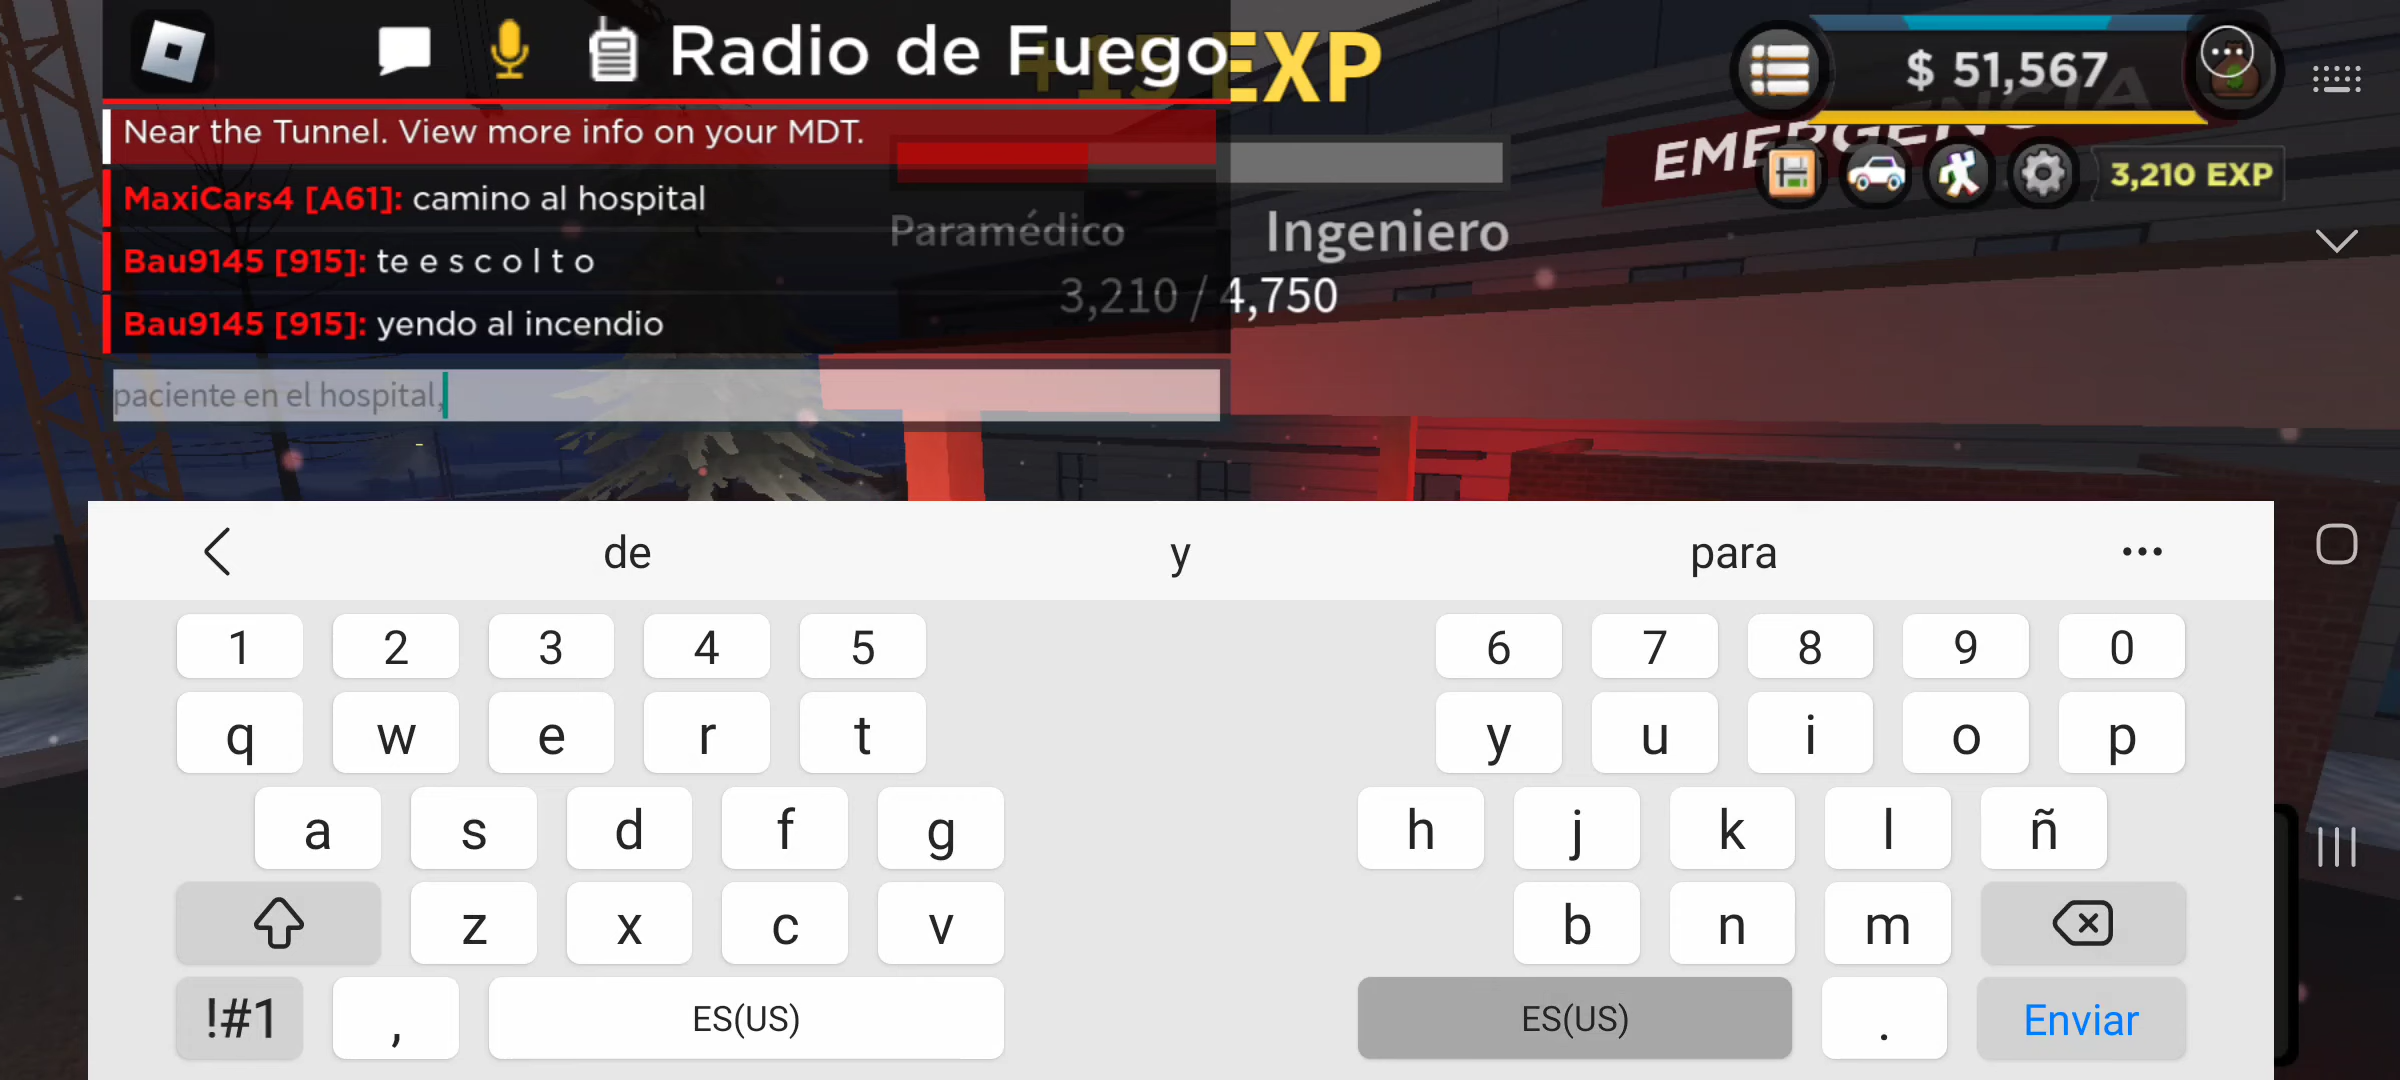 Radio de Fuego
+15 EXP
$ 51,567
EMERGENCIA
3,210 EXP
Near the Tunnel. View more info on your MDT.
MaxiCars4 [A61]: camino al hospital
Bau9145 [915]: te e s c o l t o
Bau9145 [915]: yendo al incendio
Paramédico
Ingeniero
3,210 / 4,750
paciente en el hospital,
de
y
para
1 2 3 4 5 6 7 8 9 0
q w e r t y u i o p
a s d f g h j k l ñ
z x c v b n m
!#1 , ES(US) ES(US) . Enviar